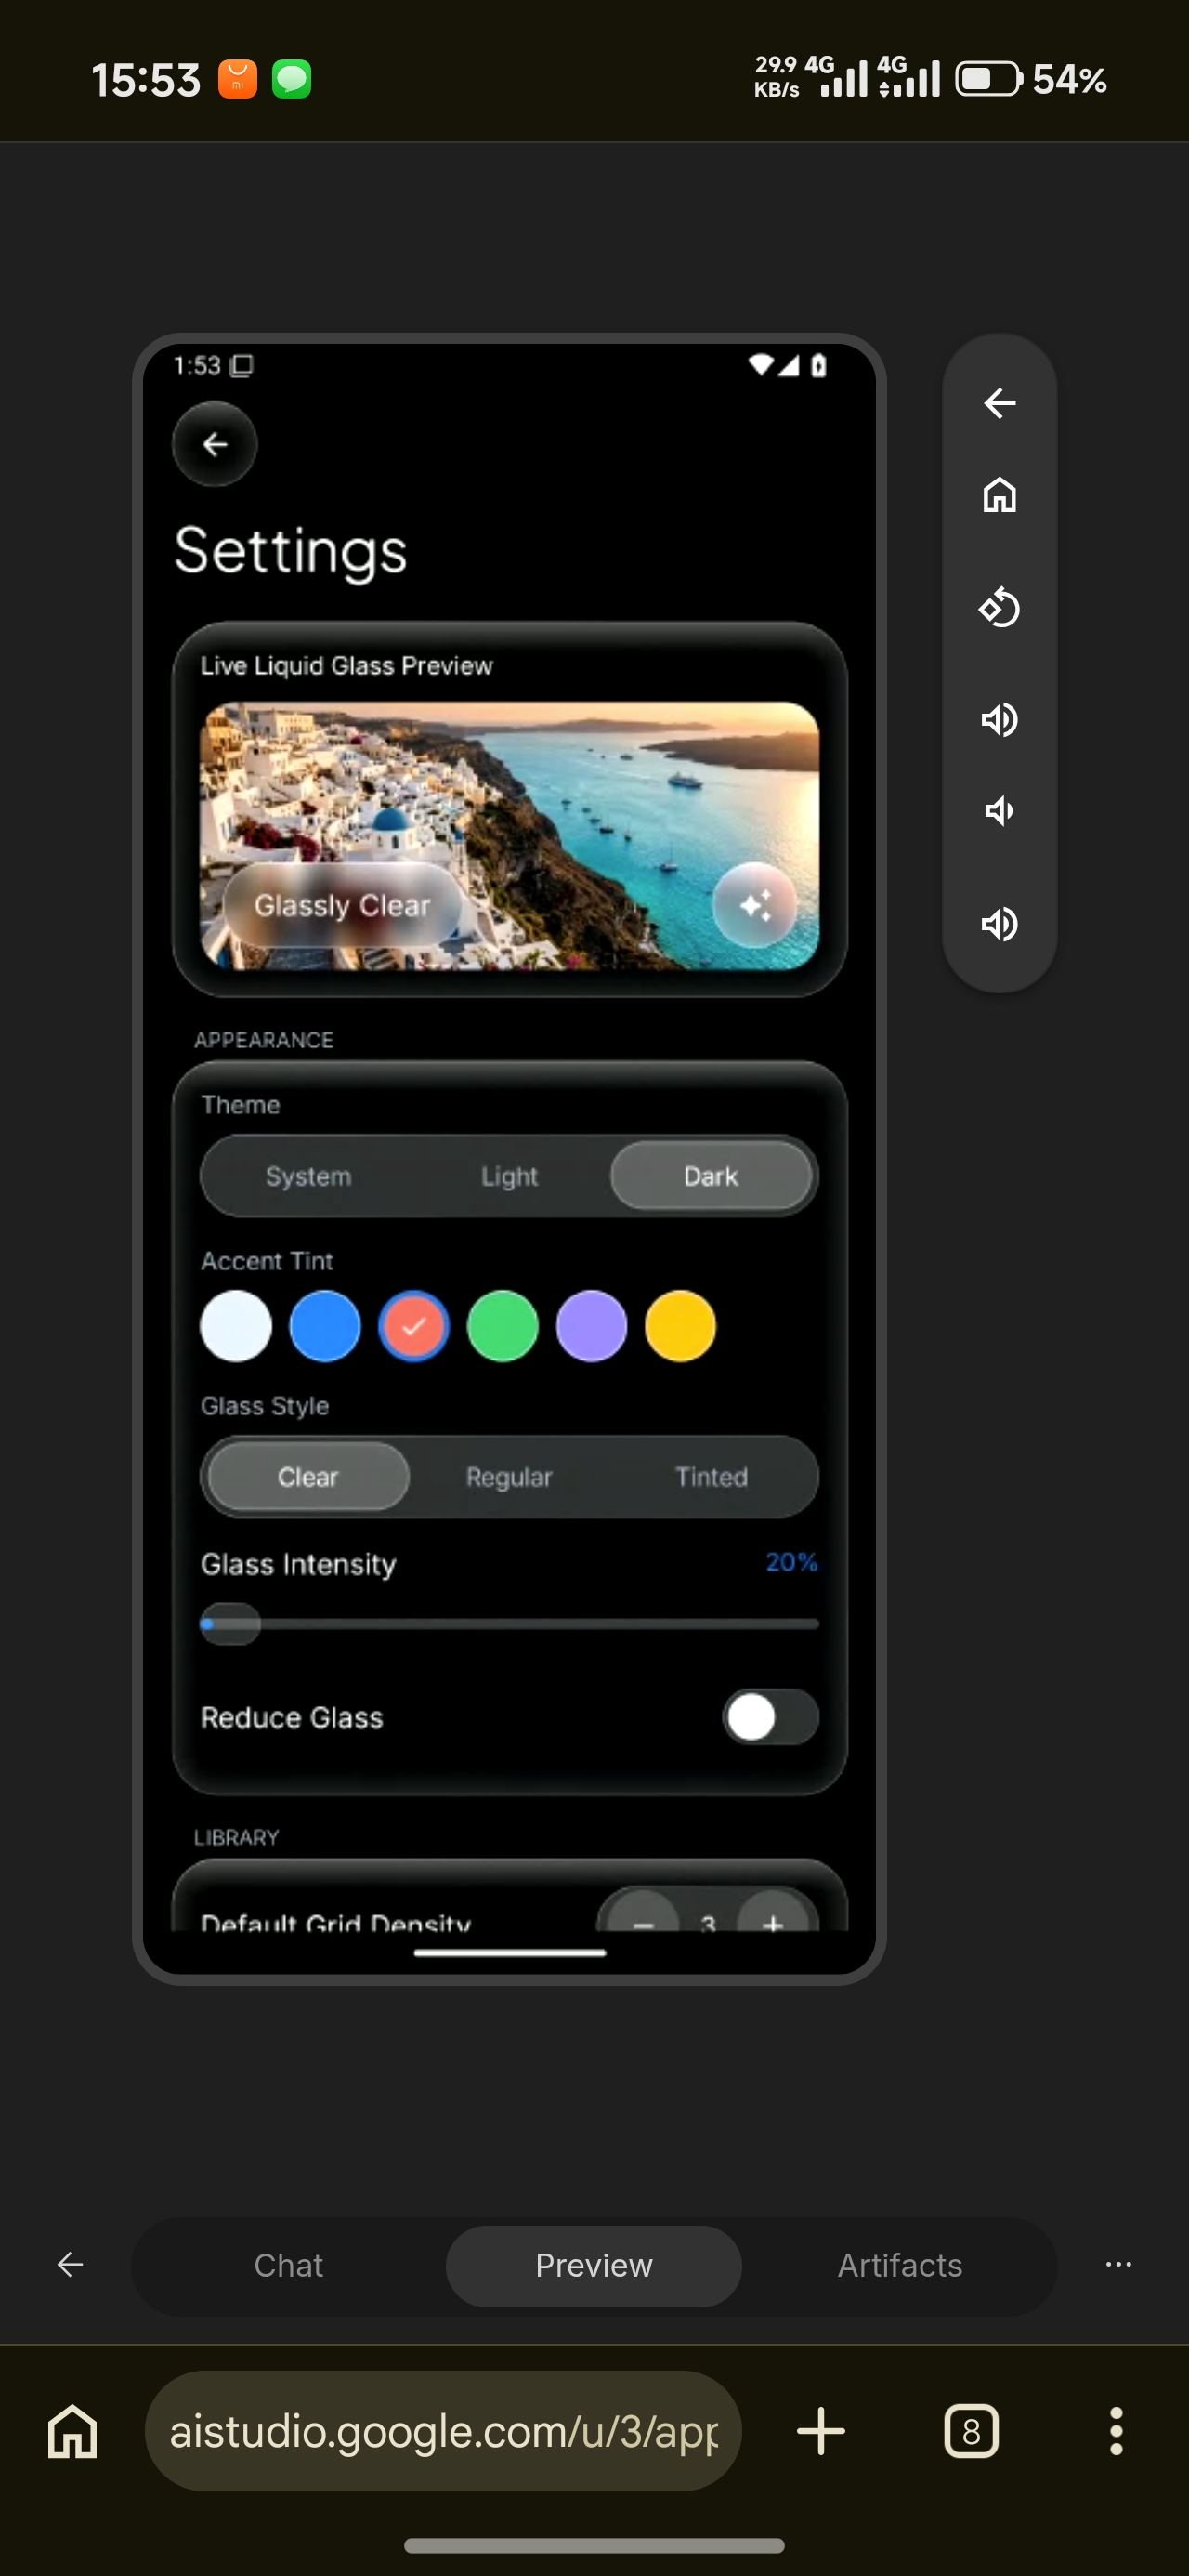 15:53
mi
29.9 KB/s
4G
4G
54%
1:53
Settings
Live Liquid Glass Preview
Glassly Clear
APPEARANCE
Theme
System Light Dark
Accent Tint
Glass Style
Clear Regular Tinted
Glass Intensity 20%
Reduce Glass
LIBRARY
Default Grid Density − 3 +
Chat Preview Artifacts
aistudio.google.com/u/3/app
8